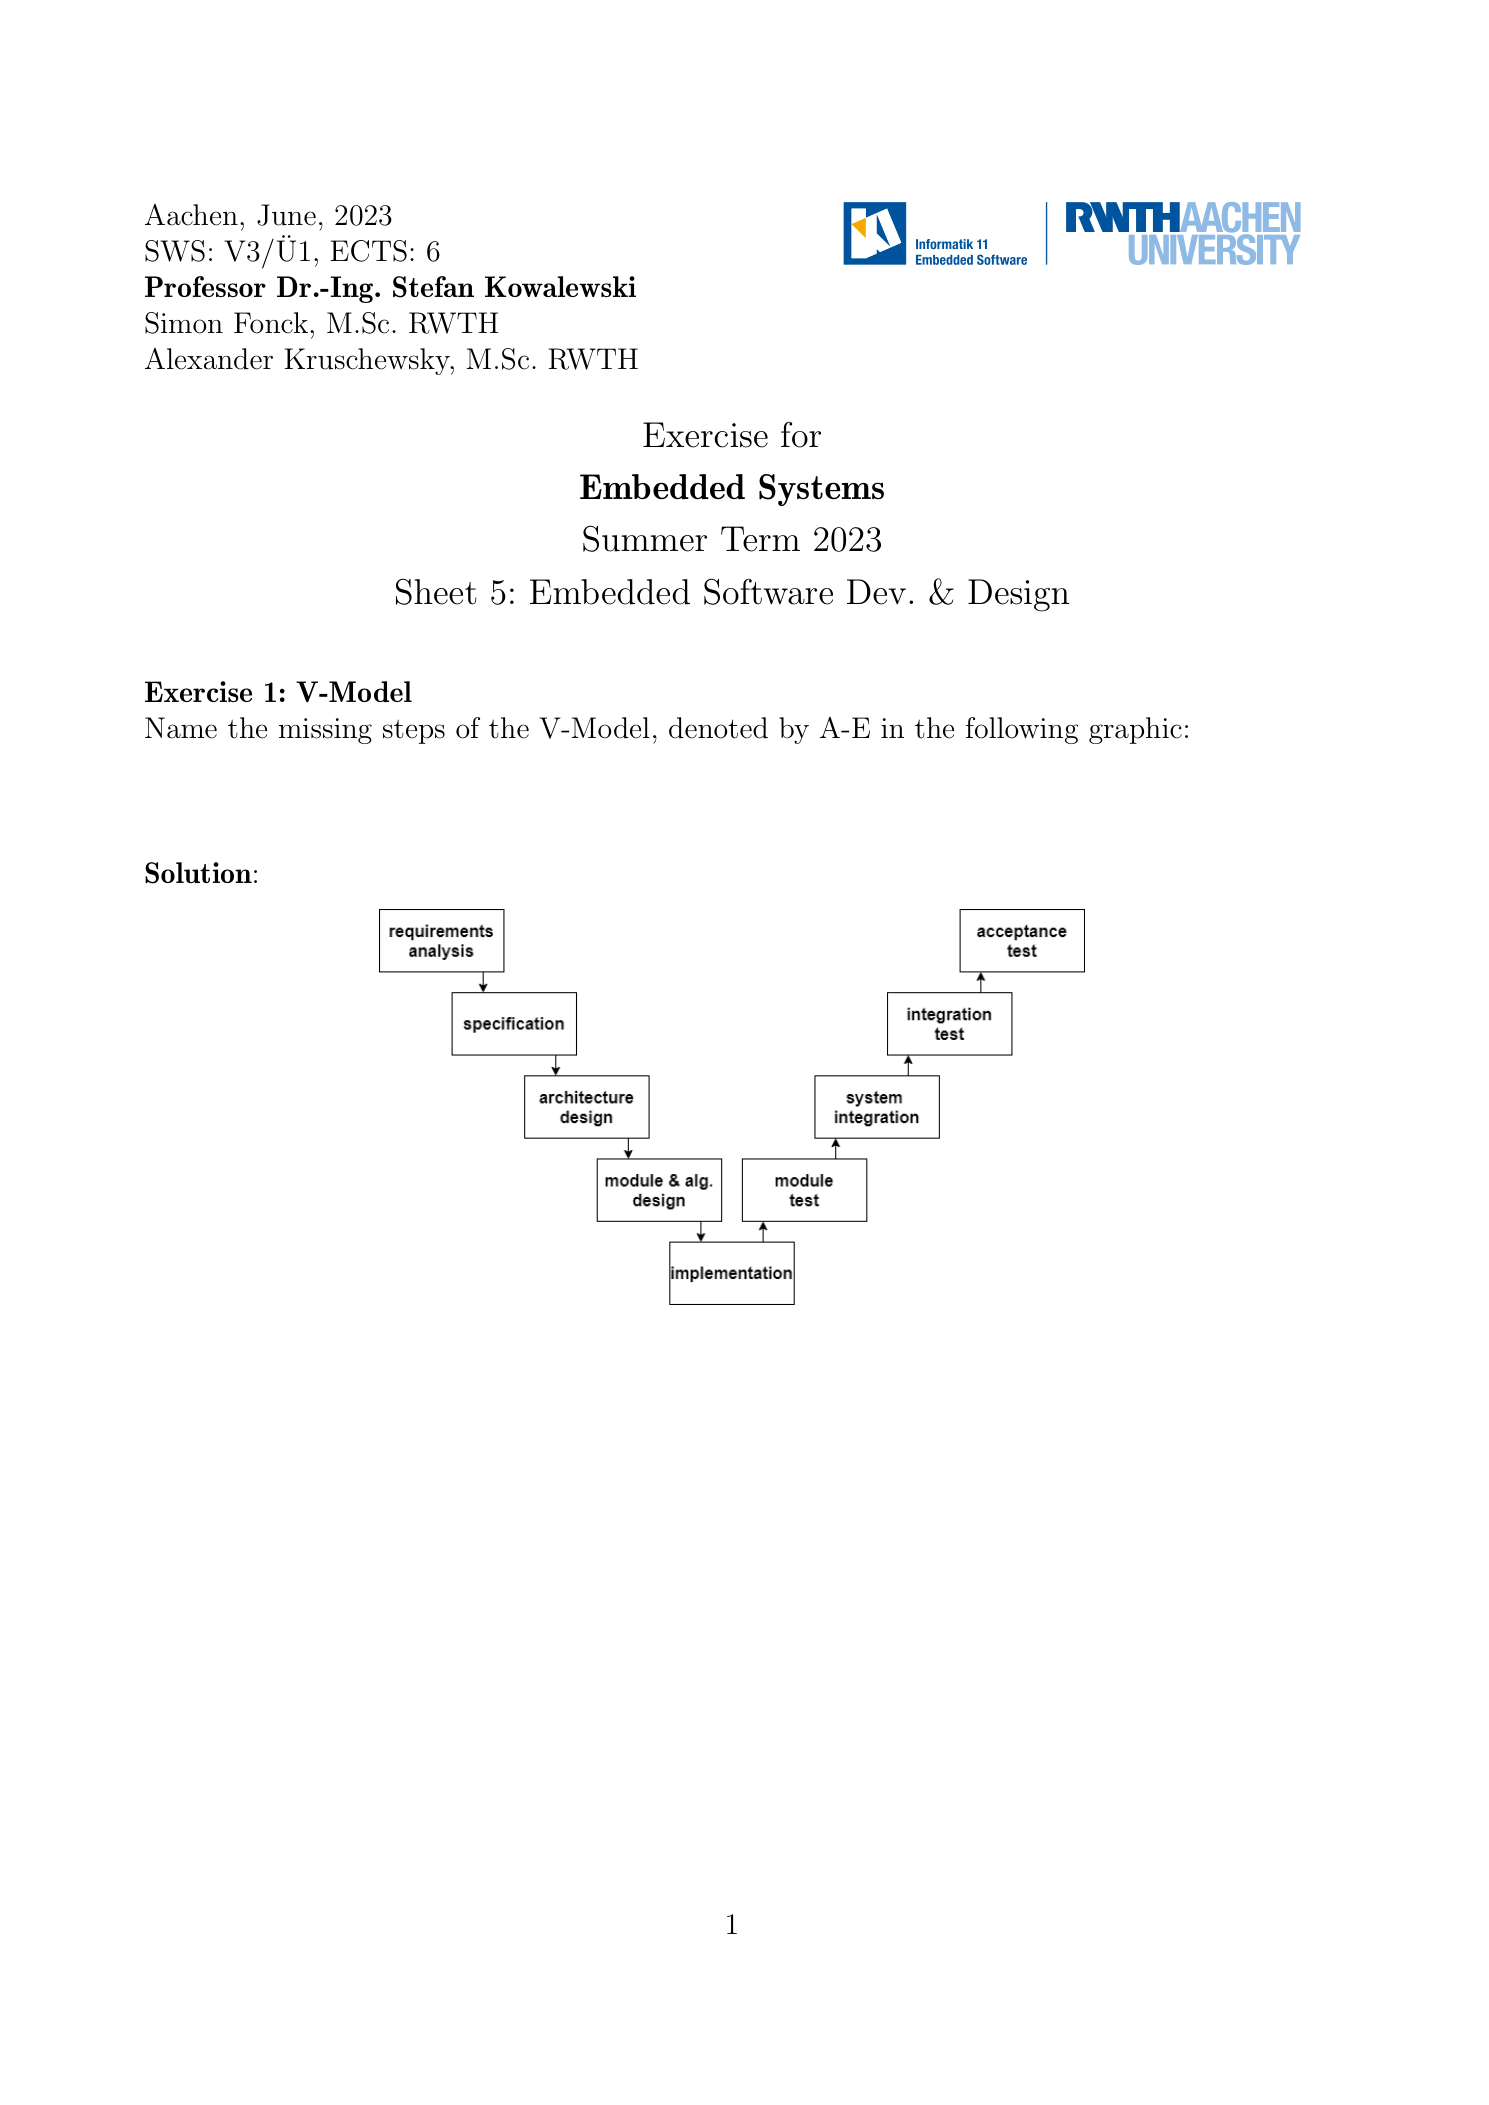 Aachen, June, 2023
SWS: V3/Ü1, ECTS: 6
Professor Dr.-Ing. Stefan Kowalewski
Simon Fonck, M.Sc. RWTH
Alexander Kruschewsky, M.Sc. RWTH
Informatik 11
Embedded Software
RWTHAACHEN
UNIVERSITY
Exercise for
Embedded Systems
Summer Term 2023
Sheet 5: Embedded Software Dev. & Design
Exercise 1: V-Model
Name the missing steps of the V-Model, denoted by A-E in the following graphic:
Solution:
requirements
analysis
specification
architecture
design
module & alg.
design
implementation
module
test
system
integration
integration
test
acceptance
test
1